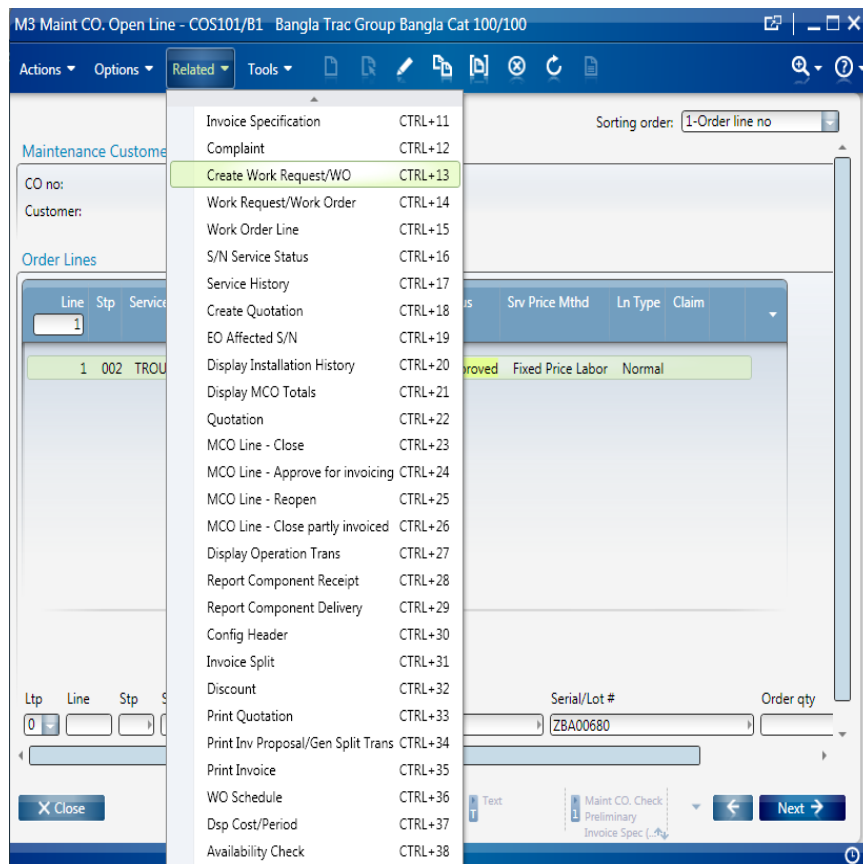 M3 Maint CO. Open Line - COS101/B1 Bangla Trac Group Bangla Cat 100/100
Actions Options Related Tools
Sorting order: 1-Order line no
Maintenance Custome
CO no:
Customer:
Order Lines
Line Stp Service us Srv Price Mthd Ln Type Claim
1
1 002 TROU proved Fixed Price Labor Normal
Invoice Specification CTRL+11
Complaint CTRL+12
Create Work Request/WO CTRL+13
Work Request/Work Order CTRL+14
Work Order Line CTRL+15
S/N Service Status CTRL+16
Service History CTRL+17
Create Quotation CTRL+18
EO Affected S/N CTRL+19
Display Installation History CTRL+20
Display MCO Totals CTRL+21
Quotation CTRL+22
MCO Line - Close CTRL+23
MCO Line - Approve for invoicing CTRL+24
MCO Line - Reopen CTRL+25
MCO Line - Close partly invoiced CTRL+26
Display Operation Trans CTRL+27
Report Component Receipt CTRL+28
Report Component Delivery CTRL+29
Config Header CTRL+30
Invoice Split CTRL+31
Discount CTRL+32
Print Quotation CTRL+33
Print Inv Proposal/Gen Split Trans CTRL+34
Print Invoice CTRL+35
WO Schedule CTRL+36
Dsp Cost/Period CTRL+37
Availability Check CTRL+38
Ltp Line Stp S Serial/Lot # Order qty
0 ZBA00680
X Close
T Text
1 Maint CO. Check
Preliminary
Invoice Spec (..
Next